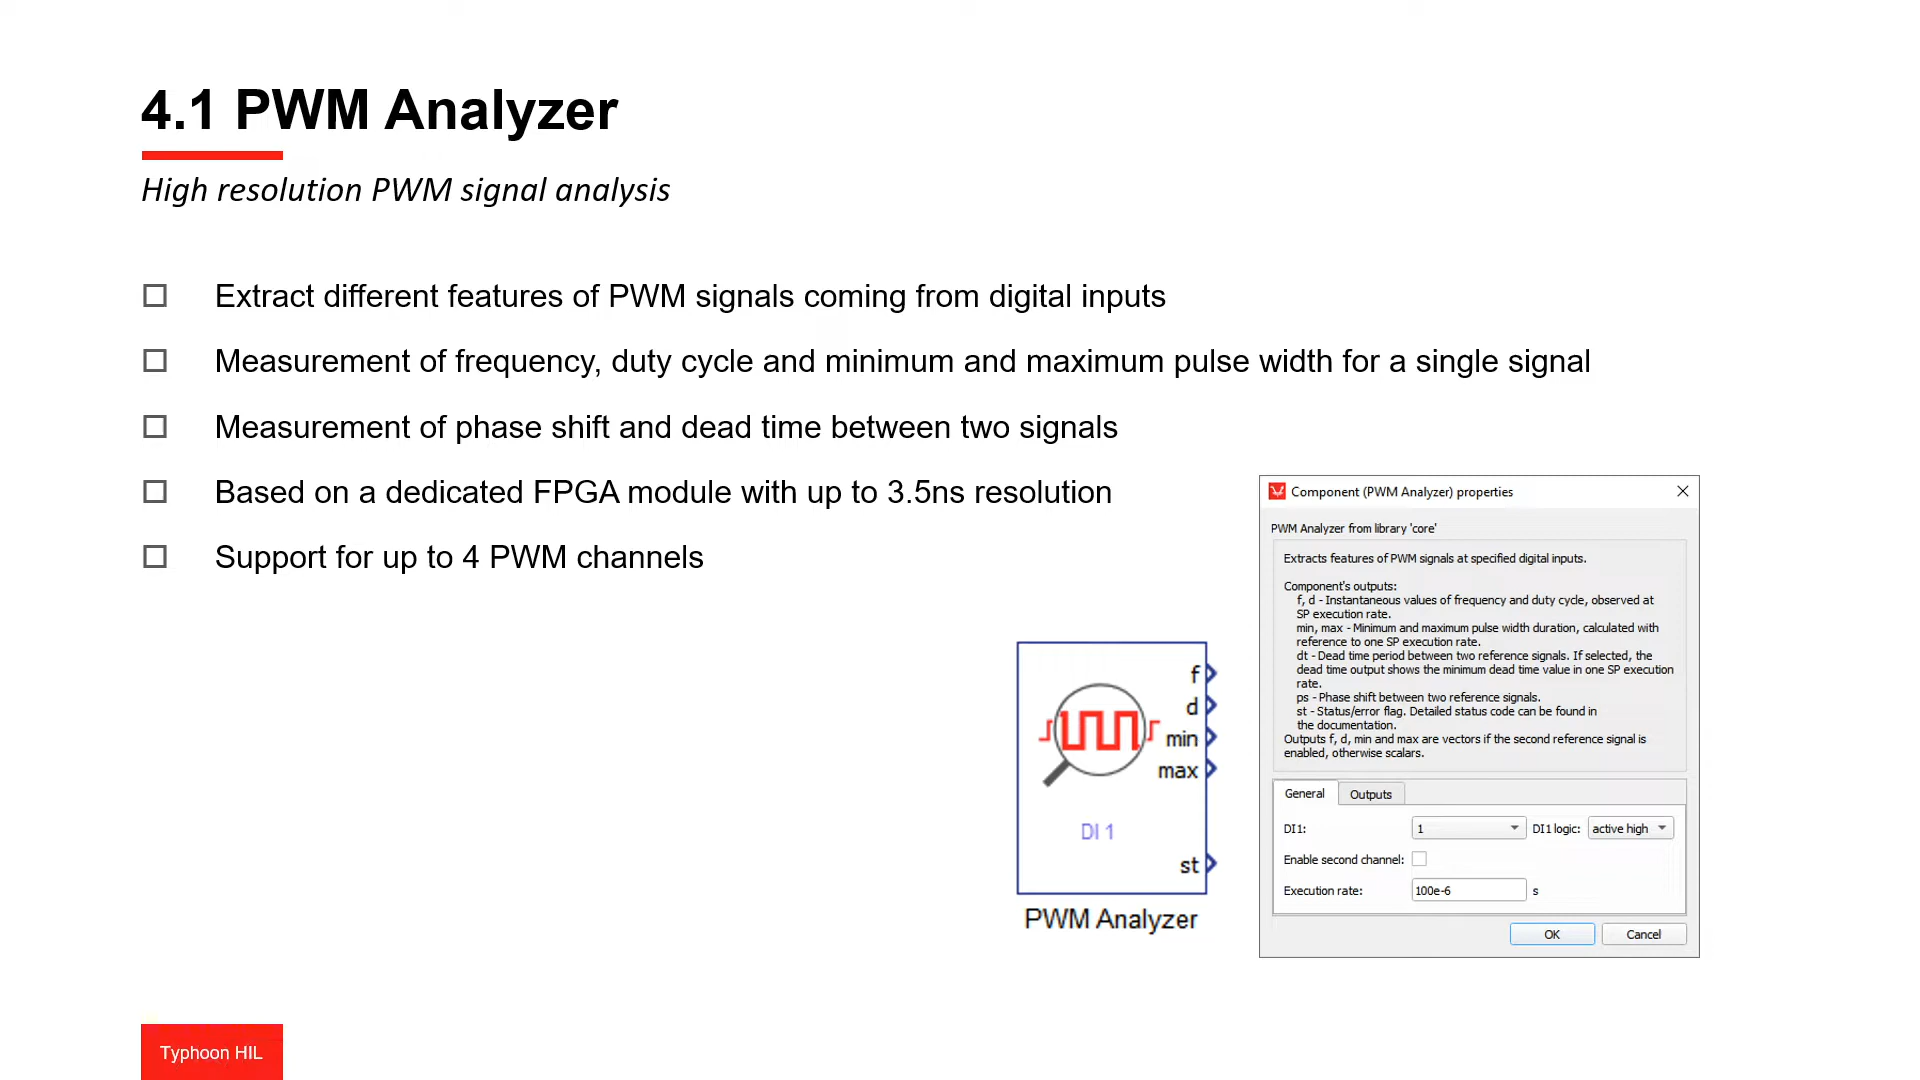 4.1 PWM Analyzer
High resolution PWM signal analysis
Extract different features of PWM signals coming from digital inputs
Measurement of frequency, duty cycle and minimum and maximum pulse width for a single signal
Measurement of phase shift and dead time between two signals
Based on a dedicated FPGA module with up to 3.5ns resolution
Support for up to 4 PWM channels
f
d
min
max
DI 1
st
PWM Analyzer
Component (PWM Analyzer) properties
PWM Analyzer from library 'core'
Extracts features of PWM signals at specified digital inputs.
Component's outputs:
f, d - Instantaneous values of frequency and duty cycle, observed at
SP execution rate.
min, max - Minimum and maximum pulse width duration, calculated with
reference to one SP execution rate.
dt - Dead time period between two reference signals. If selected, the
dead time output shows the minimum dead time value in one SP execution
rate.
ps - Phase shift between two reference signals.
st - Status/error flag. Detailed status code can be found in
the documentation.
Outputs f, d, min and max are vectors if the second reference signal is
enabled, otherwise scalars.
General Outputs
DI1: 1 DI1 logic: active high
Enable second channel:
Execution rate: 100e-6 s
OK Cancel
Typhoon HIL